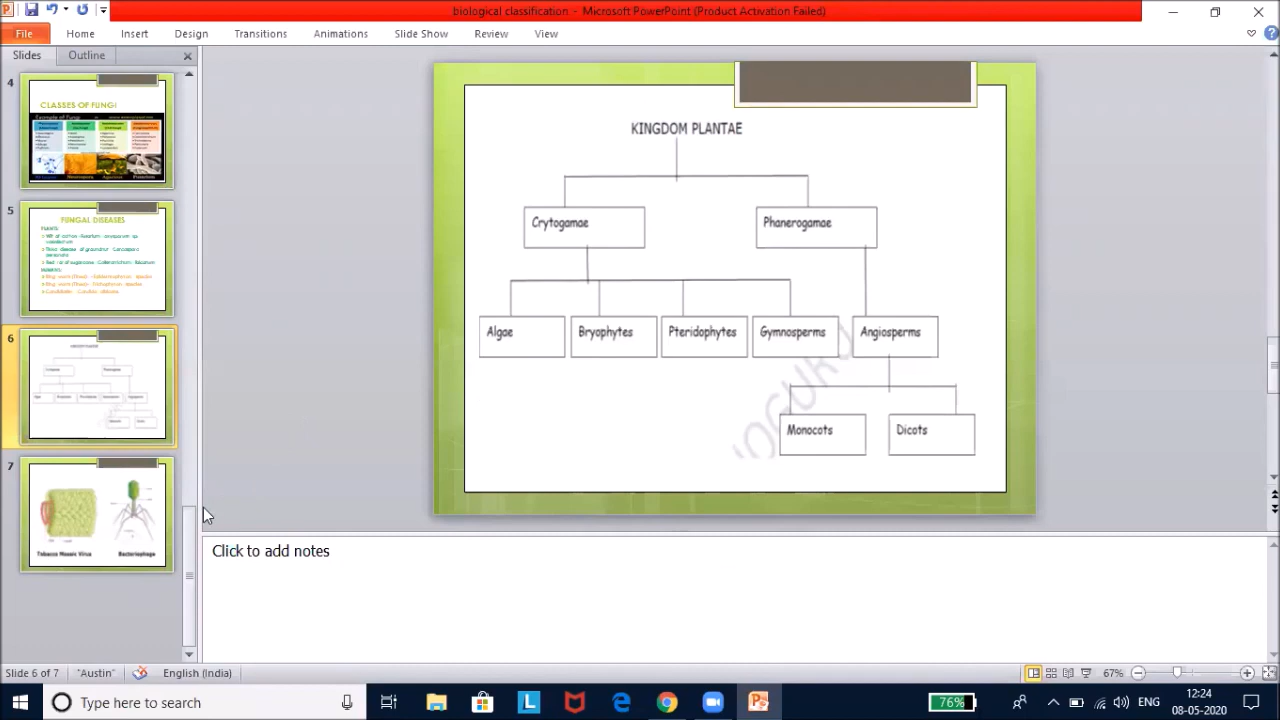 biological classification - Microsoft PowerPoint (Product Activation Failed)
File Home Insert Design Transitions Animations Slide Show Review View
Slides Outline
4
CLASSES OF FUNGI
5
FUNGAL DISEASES
PLANTS
6
7
Tobacco Mosaic Virus Bacteriophage
KINGDOM PLANTAE
Crytogamae Phanerogamae
Algae Bryophytes Pteridophytes Gymnosperms Angiosperms
Monocots Dicots
Click to add notes
Slide 6 of 7 "Austin" English (India) 67%
Type here to search
76% ENG 12:24
08-05-2020